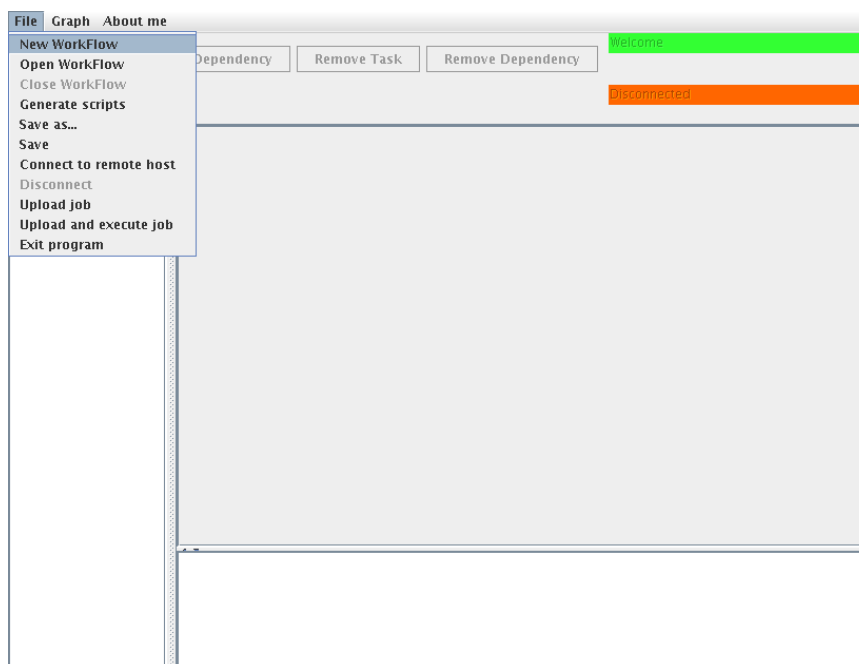 File Graph About me
New WorkFlow
Open WorkFlow
Close WorkFlow
Generate scripts
Save as...
Save
Connect to remote host
Disconnect
Upload job
Upload and execute job
Exit program
Dependency Remove Task Remove Dependency
Welcome
Disconnected